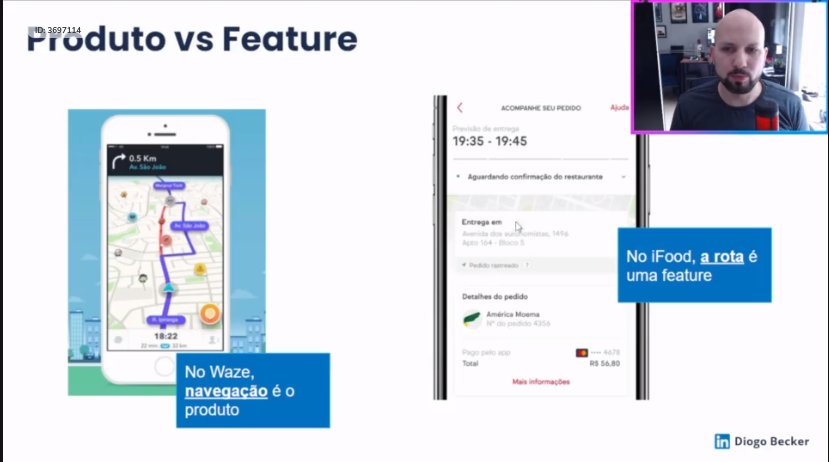 ID: 3697114
Produto vs Feature
0.5 Km
Av. São João
Av. São João
R. Ipiranga
18:22
22 min
32 km
No Waze,
navegação é o
produto
ACOMPANHE SEU PEDIDO
Ajuda
Previsão de entrega
19:35 - 19:45
Aguardando confirmação do restaurante
Entrega em
Avenida dos autonomistas, 1496
Apto 164 - Bloco 5
Pedido rastreado
?
Detalhes do pedido
América Moema
Nº do pedido 4356
Pago pelo app
4678
Total
R$ 56,80
Mais informações
No iFood, a rota é
uma feature
in Diogo Becker